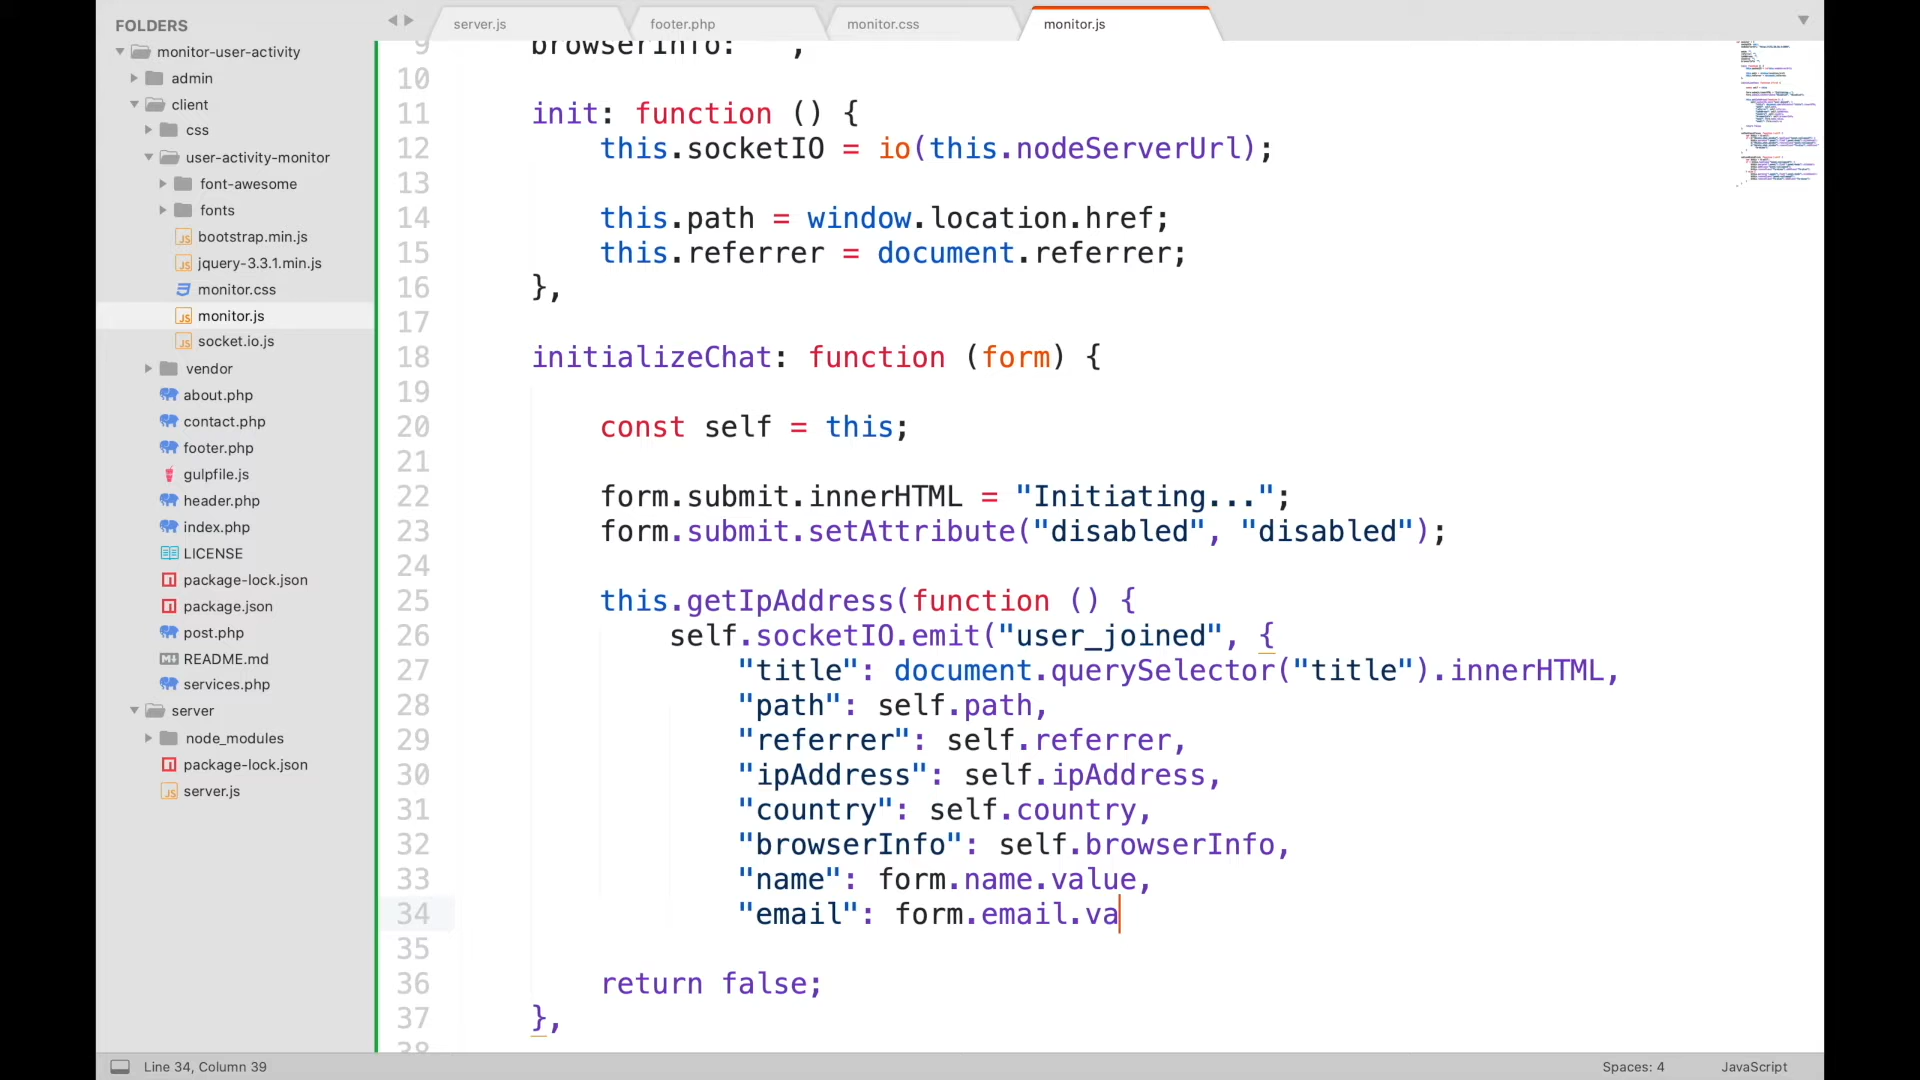 FOLDERS
monitor-user-activity
admin
client
css
user-activity-monitor
font-awesome
fonts
bootstrap.min.js
jquery-3.3.1.min.js
monitor.css
monitor.js
socket.io.js
vendor
about.php
contact.php
footer.php
gulpfile.js
header.php
index.php
LICENSE
package-lock.json
package.json
post.php
README.md
services.php
server
node_modules
package-lock.json
server.js
server.js
footer.php
monitor.css
monitor.js
9 browserInfo: ,
10
11 init: function () {
12 this.socketIO = io(this.nodeServerUrl);
13
14 this.path = window.location.href;
15 this.referrer = document.referrer;
16 },
17
18 initializeChat: function (form) {
19
20 const self = this;
21
22 form.submit.innerHTML = "Initiating...";
23 form.submit.setAttribute("disabled", "disabled");
24
25 this.getIpAddress(function () {
26 self.socketIO.emit("user_joined", {
27 "title": document.querySelector("title").innerHTML,
28 "path": self.path,
29 "referrer": self.referrer,
30 "ipAddress": self.ipAddress,
31 "country": self.country,
32 "browserInfo": self.browserInfo,
33 "name": form.name.value,
34 "email": form.email.va
35
36 return false;
37 },
38
Line 34, Column 39
Spaces: 4
JavaScript